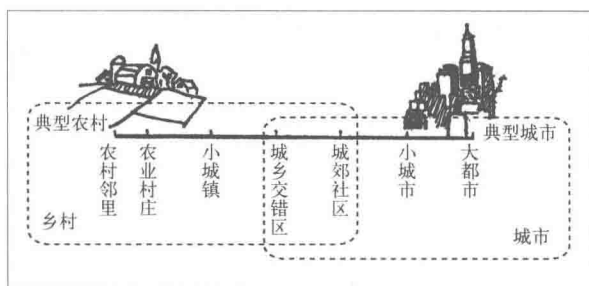 典型农村
典型城市
农村邻里
农业村庄
小城镇
城乡交错区
城郊社区
小城市
大都市
乡村
城市